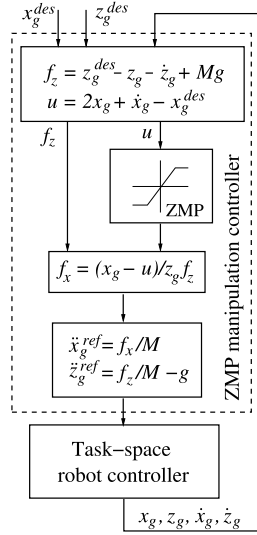 x_g^{des} z_g^{des}
f_z = z_g^{des} - z_g - ż_g + Mg
u = 2x_g + ẋ_g - x_g^{des}
f_z u
ZMP
f_x = (x_g - u)/z_g f_z
ẍ_g^{ref} = f_x/M
z̈_g^{ref} = f_z/M - g
ZMP manipulation controller
Task-space
robot controller
x_g, z_g, ẋ_g, ż_g